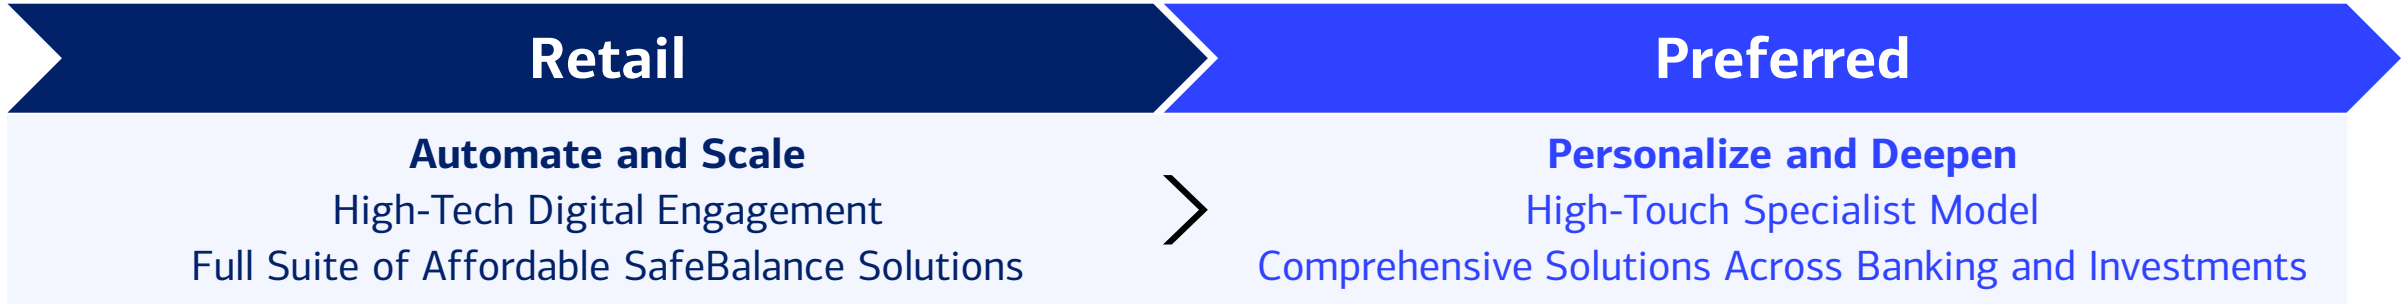 Retail
Automate and Scale
High-Tech Digital Engagement
Full Suite of Affordable SafeBalance Solutions
Preferred
Personalize and Deepen
High-Touch Specialist Model
Comprehensive Solutions Across Banking and Investments